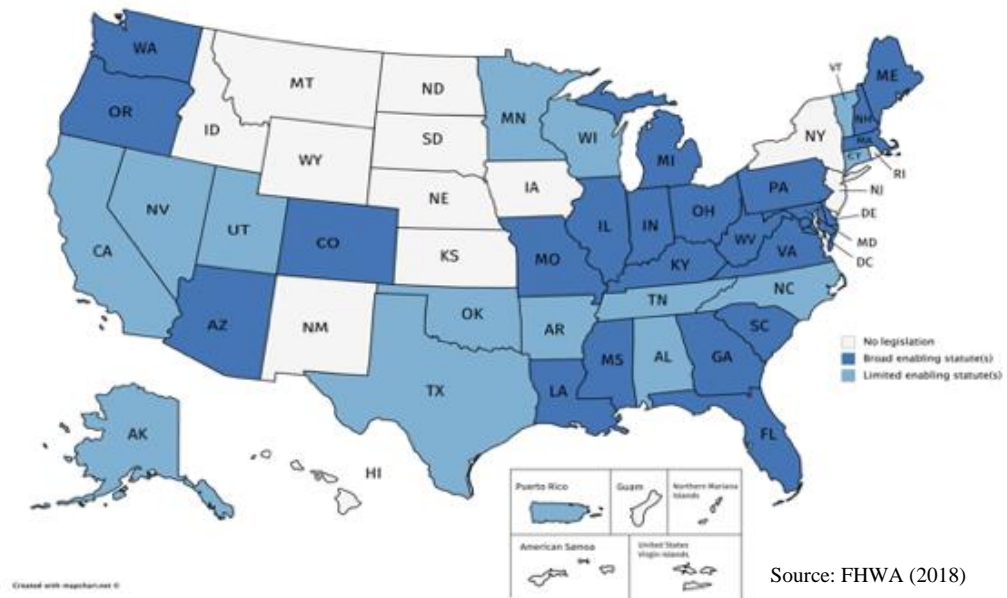 WA
OR
CA
NV
ID
MT
WY
UT
AZ
CO
NM
ND
SD
NE
KS
OK
TX
MN
IA
MO
AR
LA
WI
IL
MI
IN
OH
KY
TN
MS
AL
GA
FL
SC
NC
VA
WV
PA
NY
VT
NH
ME
MA
CT
RI
NJ
DE
MD
DC
AK
HI
No legislation
Broad enabling statute(s)
Limited enabling statute(s)
Puerto Rico
Guam
Northern Mariana
Islands
American Samoa
United States
Virgin Islands
Created with mapchart.net ©
Source: FHWA (2018)